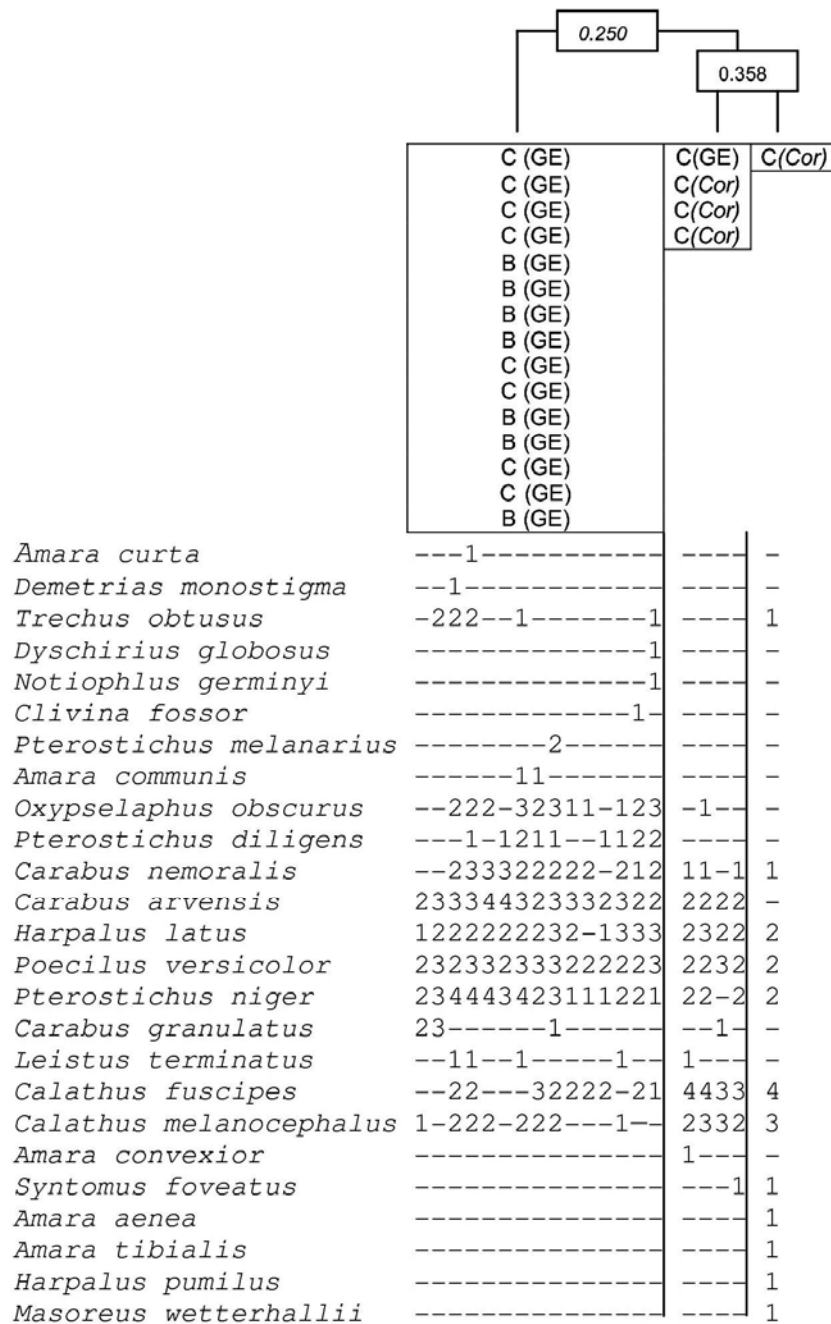 0.250
0.358
C (GE) C(GE) C(Cor)
C (GE) C(Cor)
C (GE) C(Cor)
C (GE) C(Cor)
B (GE)
B (GE)
B (GE)
B (GE)
C (GE)
C (GE)
B (GE)
B (GE)
C (GE)
C (GE)
B (GE)
Amara curta ---1----------- ---- -
Demetrias monostigma --1------------ ---- -
Trechus obtusus -222--1-------1 ---- 1
Dyschirius globosus --------------1 ---- -
Notiophlus germinyi --------------1 ---- -
Clivina fossor -------------1- ---- -
Pterostichus melanarius --------2------ ---- -
Amara communis ------11------- ---- -
Oxypselaphus obscurus --222-32311-123 -1-- -
Pterostichus diligens ---1-1211--1122 ---- -
Carabus nemoralis --233322222-212 11-1 1
Carabus arvensis 233344323332322 2222 -
Harpalus latus 1222222232-1333 2322 2
Poecilus versicolor 232332333222223 2232 2
Pterostichus niger 234443423111221 22-2 2
Carabus granulatus 23------1------ --1- -
Leistus terminatus --11--1-----1-- 1--- -
Calathus fuscipes --22---32222-21 4433 4
Calathus melanocephalus 1-222-222---1-- 2332 3
Amara convexior --------------- 1--- -
Syntomus foveatus --------------- ---1 1
Amara aenea --------------- ---- 1
Amara tibialis --------------- ---- 1
Harpalus pumilus --------------- ---- 1
Masoreus wetterhallii --------------- ---- 1